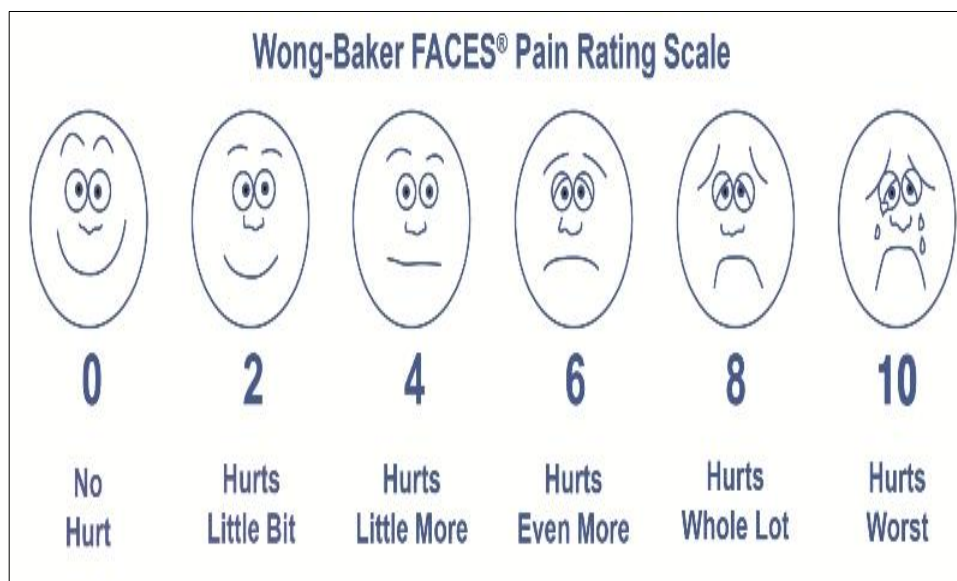 Wong-Baker FACES® Pain Rating Scale
0 2 4 6 8 10
No Hurts Hurts Hurts Hurts Hurts
Hurt Little Bit Little More Even More Whole Lot Worst